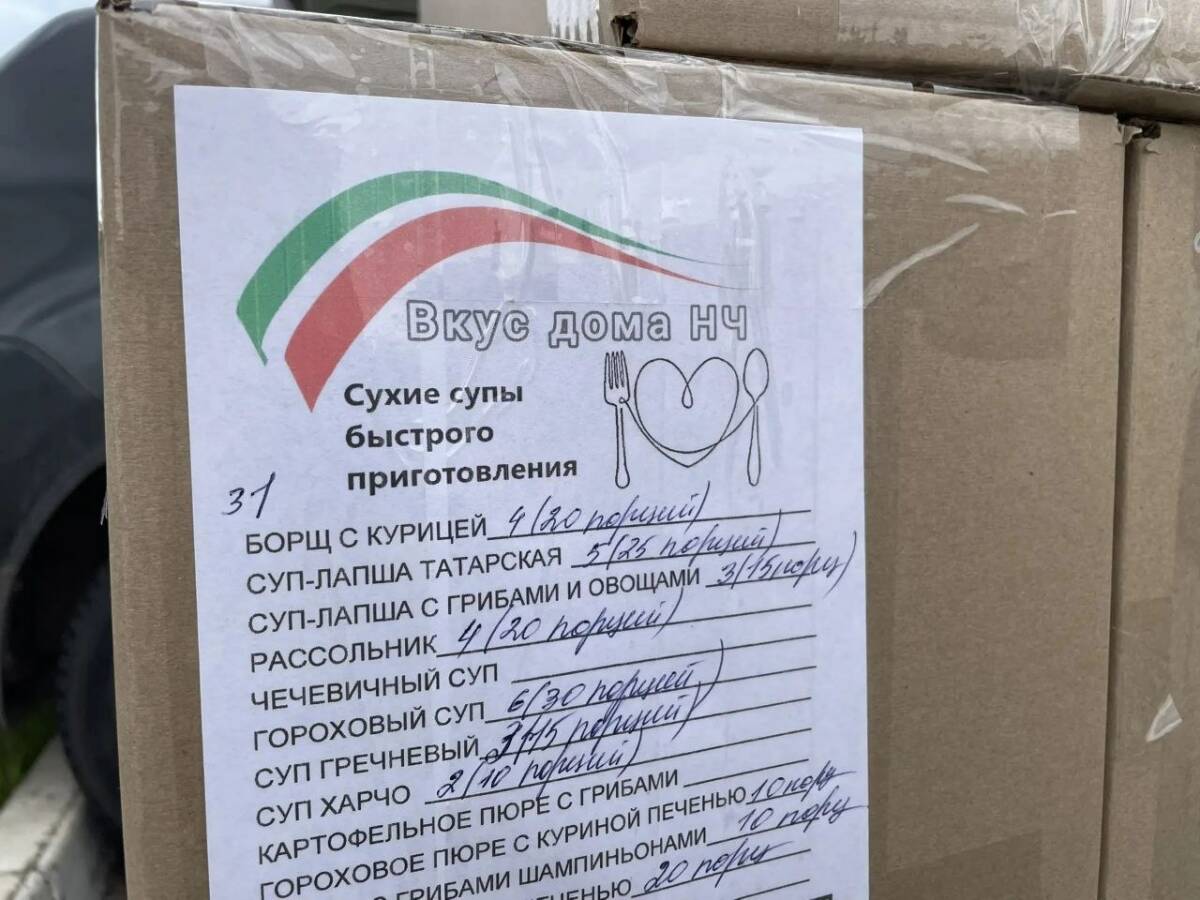 Вкус дома НЧ
Сухие супы
быстрого
приготовления
31
БОРЩ С КУРИЦЕЙ 4 (20 порций)
СУП-ЛАПША ТАТАРСКАЯ 5 (25 порций)
СУП-ЛАПША С ГРИБАМИ И ОВОЩАМИ 3 (15 порц)
РАССОЛЬНИК 4 (20 порций)
ЧЕЧЕВИЧНЫЙ СУП
ГОРОХОВЫЙ СУП 6 (30 порций)
СУП ГРЕЧНЕВЫЙ 3 (15 порций)
СУП ХАРЧО 2 (10 порций)
КАРТОФЕЛЬНОЕ ПЮРЕ С ГРИБАМИ
ГОРОХОВОЕ ПЮРЕ С КУРИНОЙ ПЕЧЕНЬЮ 10 порц
С ГРИБАМИ ШАМПИНЬОНАМИ 10 порц
20 порц